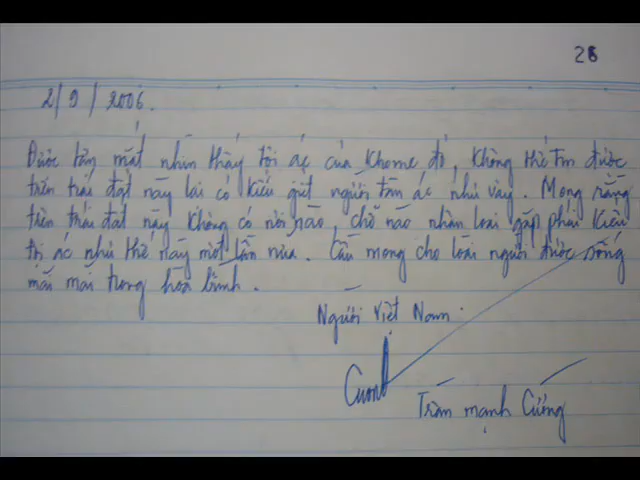 26
2/9/2006.
Được tận mắt nhìn thấy tội ác của Khome đỏ, Không thể tin được
trên trái đất này lại có kiểu giết người tàn ác như vậy. Mong rằng
trên trái đất này Không có nơi nào, chỗ nào nhân loại gặp phải Kiểu
tội ác như thế này một lần nữa. Cầu mong cho loài người được sống
mãi mãi trong hòa bình.
Người Việt Nam.
Cường
Trần mạnh Cường